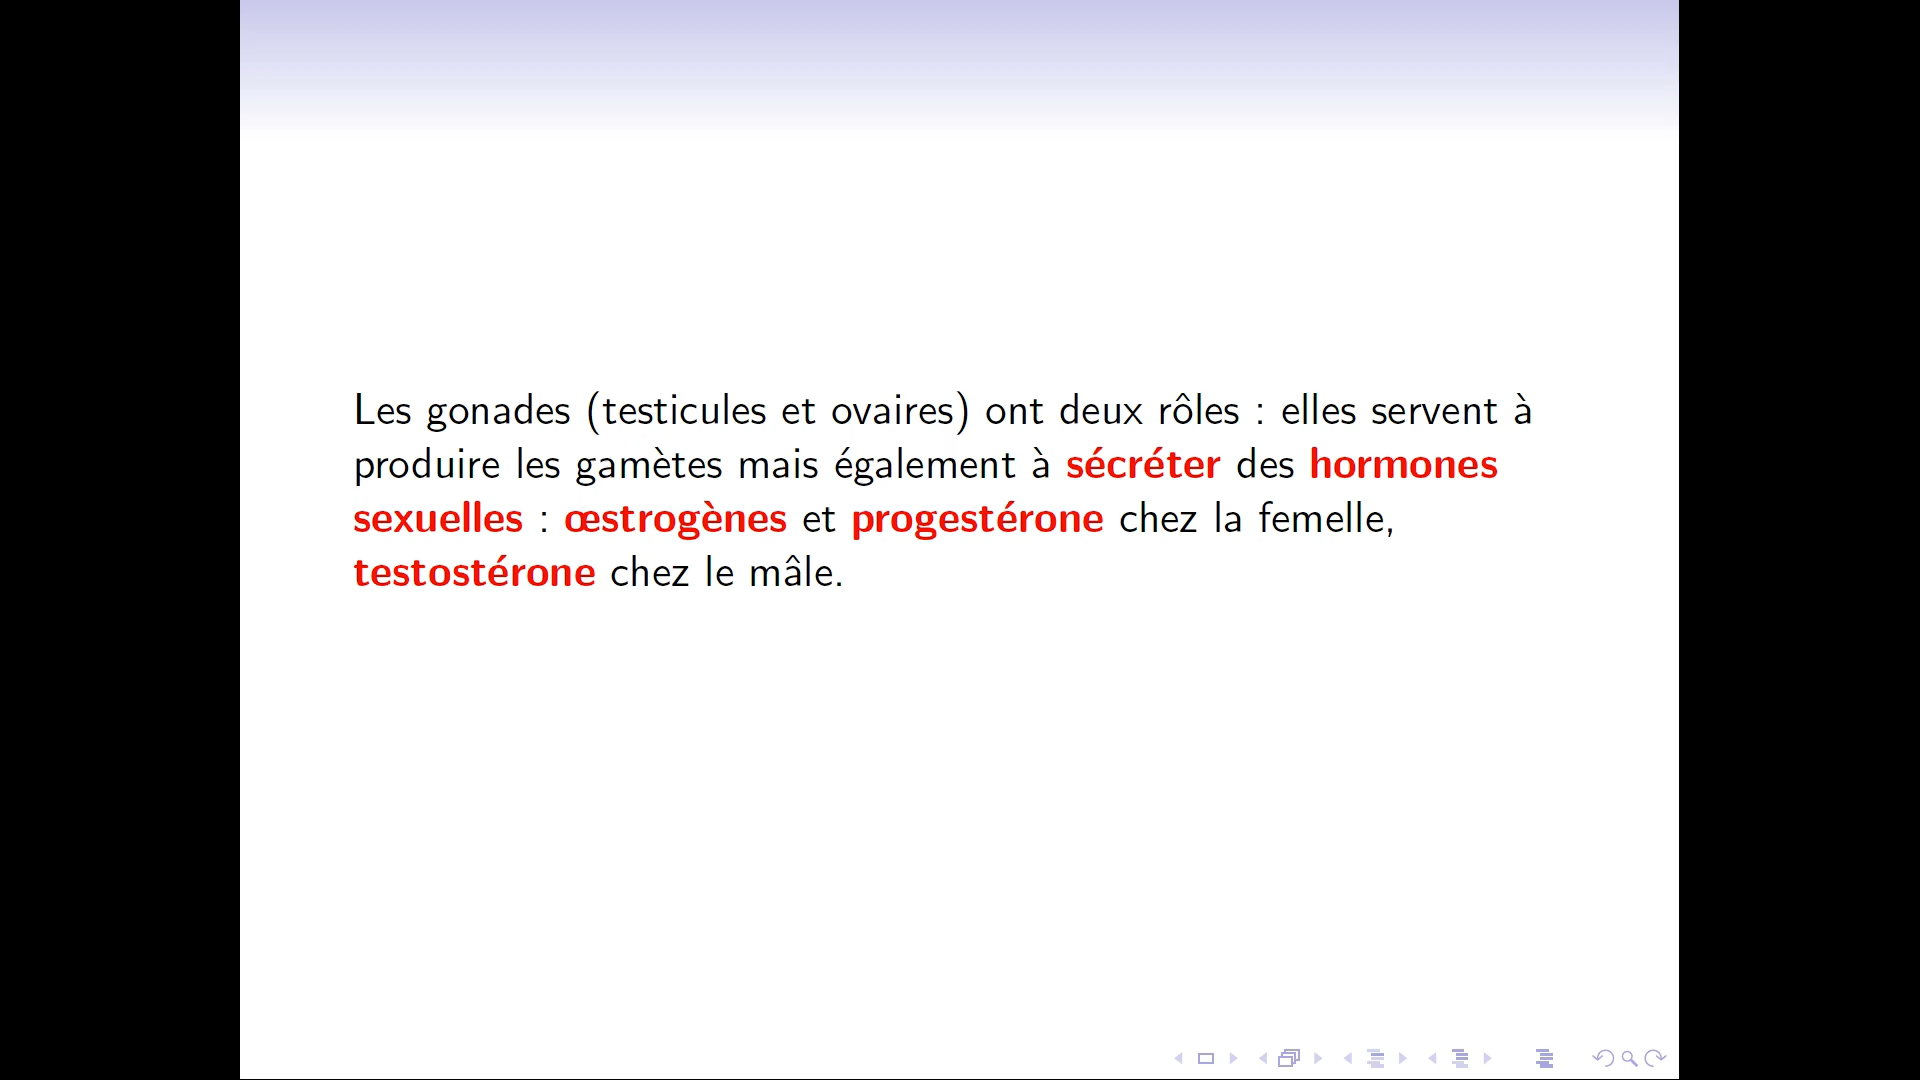 Les gonades (testicules et ovaires) ont deux rôles : elles servent à
produire les gamètes mais également à sécréter des hormones
sexuelles : œstrogènes et progestérone chez la femelle,
testostérone chez le mâle.